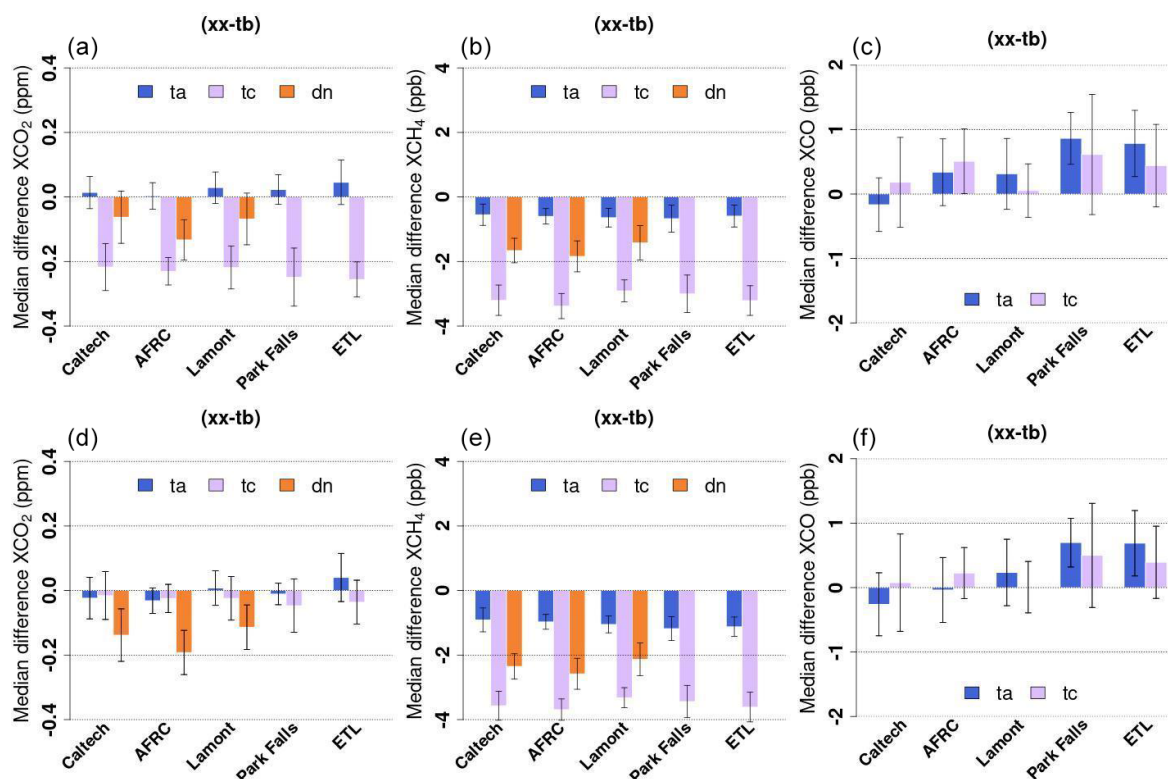 (xx-tb)
(a)
Median difference XCO₂ (ppm)
0.4
0.2
0.0
-0.2
-0.4
ta tc dn
Caltech
AFRC
Lamont
Park Falls
ETL
(xx-tb)
(b)
Median difference XCH₄ (ppb)
4
2
0
-2
-4
ta tc dn
Caltech
AFRC
Lamont
Park Falls
ETL
(xx-tb)
(c)
Median difference XCO (ppb)
2
1
0
-1
-2
ta tc
Caltech
AFRC
Lamont
Park Falls
ETL
(xx-tb)
(d)
Median difference XCO₂ (ppm)
0.4
0.2
0.0
-0.2
-0.4
ta tc dn
Caltech
AFRC
Lamont
Park Falls
ETL
(xx-tb)
(e)
Median difference XCH₄ (ppb)
4
2
0
-2
-4
ta tc dn
Caltech
AFRC
Lamont
Park Falls
ETL
(xx-tb)
(f)
Median difference XCO (ppb)
2
1
0
-1
-2
ta tc
Caltech
AFRC
Lamont
Park Falls
ETL